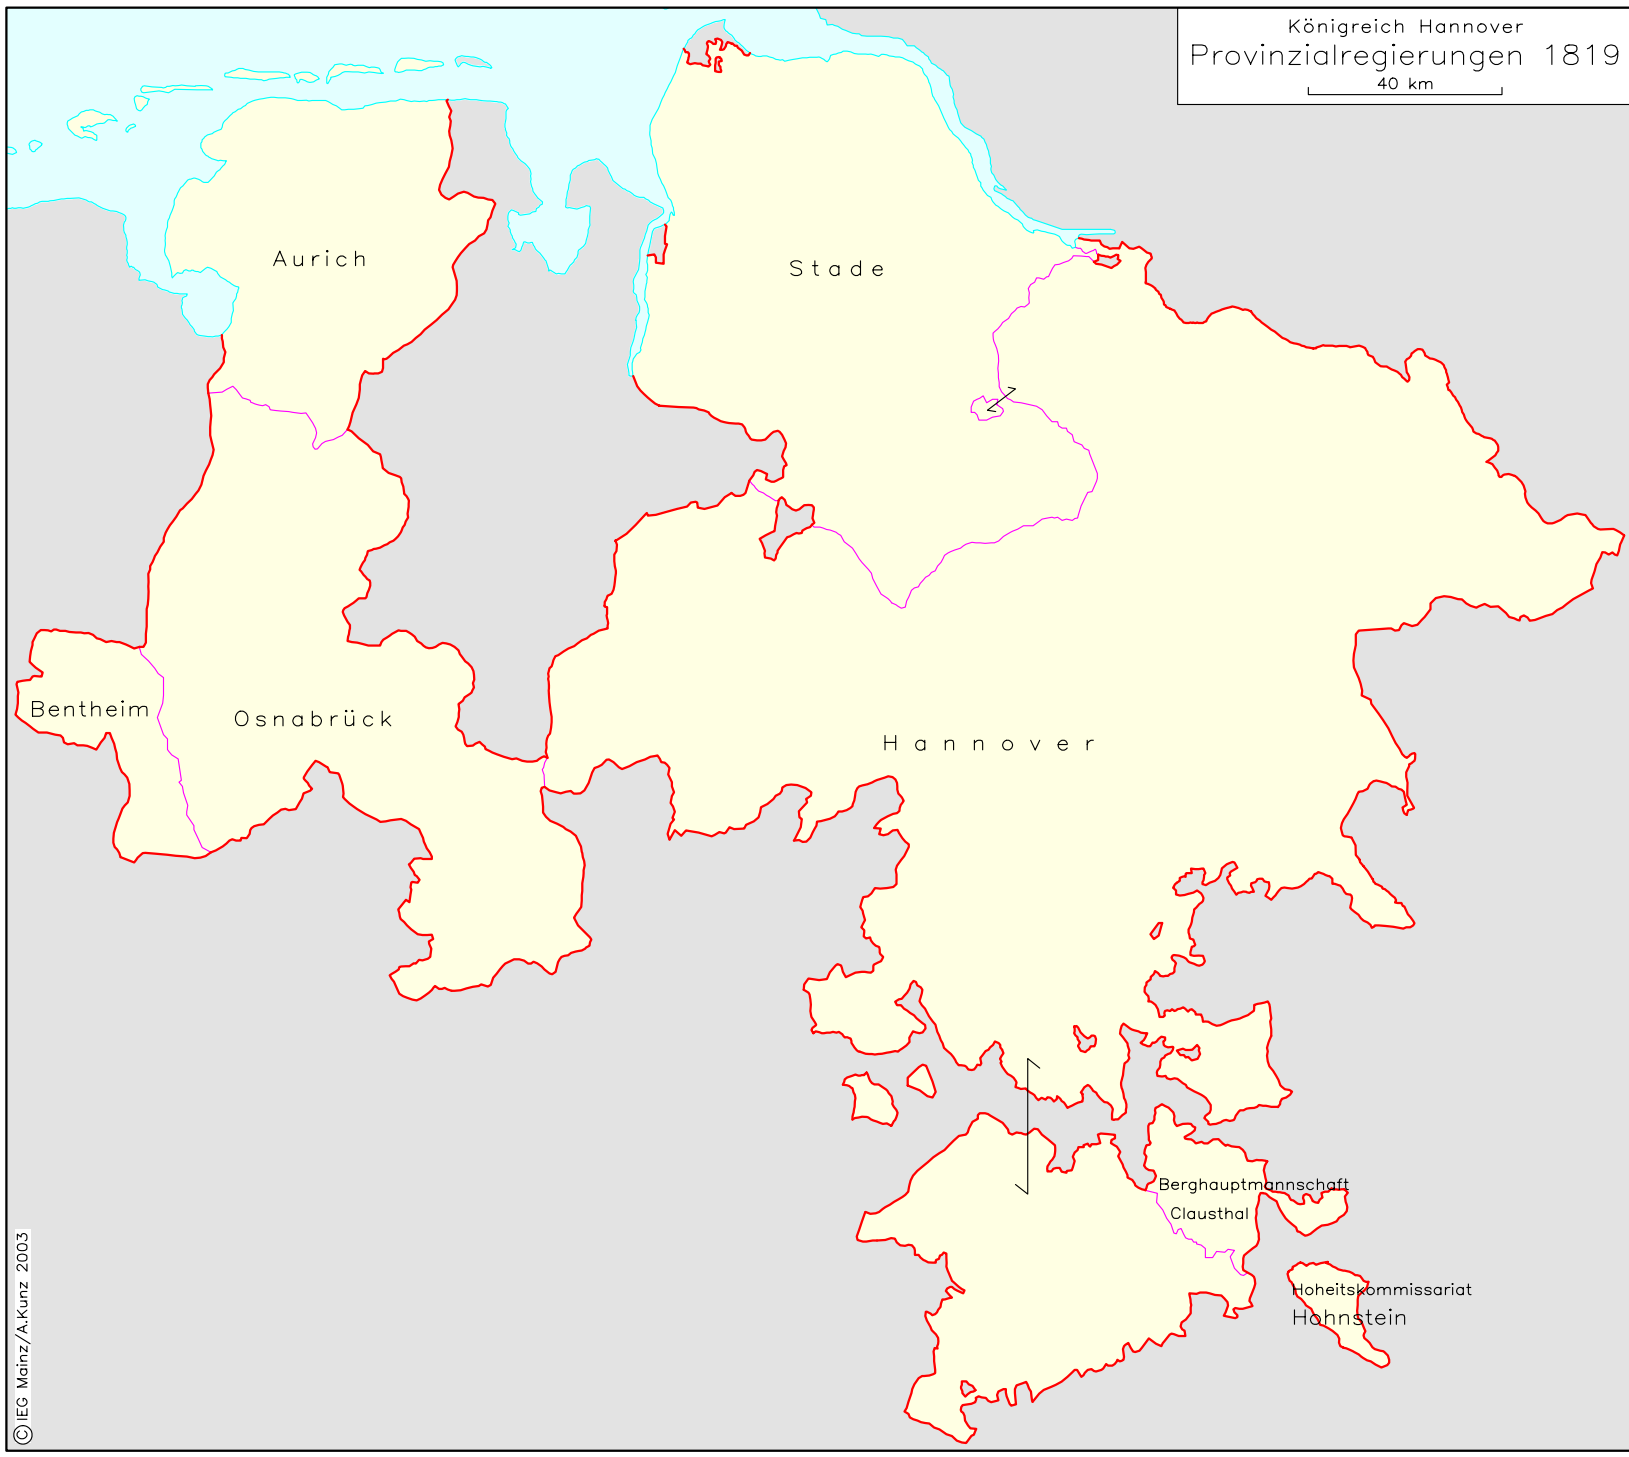 Königreich Hannover
Provinzialregierungen 1819
40 km
Aurich
Stade
Bentheim
Osnabrück
Hannover
Berghauptmannschaft
Clausthal
Hoheitskommissariat
Hohnstein
© IEG Mainz/A.Kunz 2003